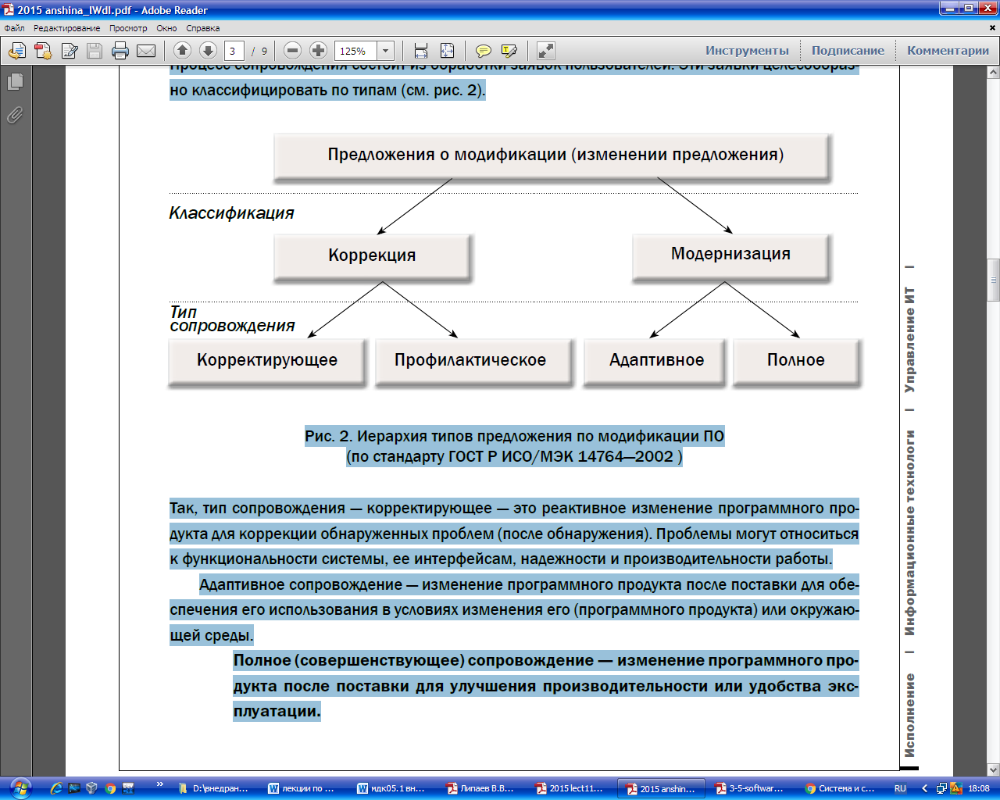 2015 anshina_lWdl.pdf - Adobe Reader
Файл Редактирование Просмотр Окно Справка
3 / 9 125% Инструменты Подписание Комментарии
Процесс сопровождения состоит из обработки заявок пользователей. Эти заявки целесообраз-
но классифицировать по типам (см. рис. 2).
Предложения о модификации (изменении предложения)
Классификация
Коррекция
Модернизация
Тип
сопровождения
Корректирующее
Профилактическое
Адаптивное
Полное
Рис. 2. Иерархия типов предложения по модификации ПО
(по стандарту ГОСТ Р ИСО/МЭК 14764—2002 )
Так, тип сопровождения — корректирующее — это реактивное изменение программного про-
дукта для коррекции обнаруженных проблем (после обнаружения). Проблемы могут относиться
к функциональности системы, ее интерфейсам, надежности и производительности работы.
Адаптивное сопровождение — изменение программного продукта после поставки для обе-
спечения его использования в условиях изменения его (программного продукта) или окружаю-
щей среды.
Полное (совершенствующее) сопровождение — изменение программного про-
дукта после поставки для улучшения производительности или удобства экс-
плуатации.
Исполнение I Информационные технологи I Управление ИТ I
D:\внедран... лекции по ... мдк05.1 вн... Липаев В.В... 2015 lect11... 2015 anshin... 3-5-softwar... Система и с... RU 18:08